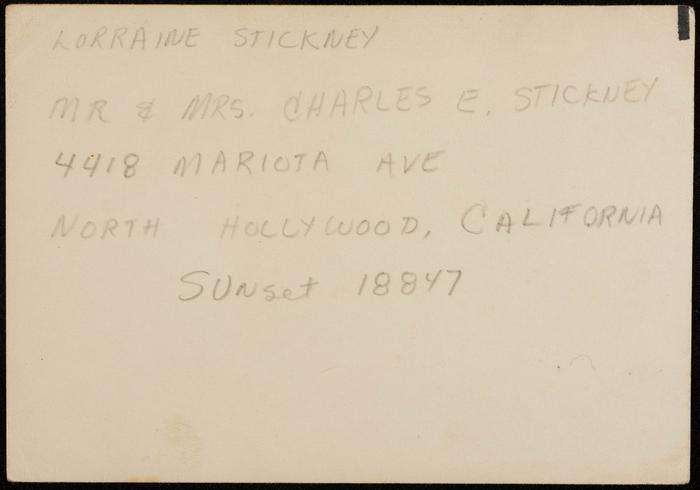 LORRAINE STICKNEY
MR & MRS. CHARLES E. STICKNEY
4418 MARIOTA AVE
NORTH HOLLYWOOD, CALIFORNIA
SUNset 18847